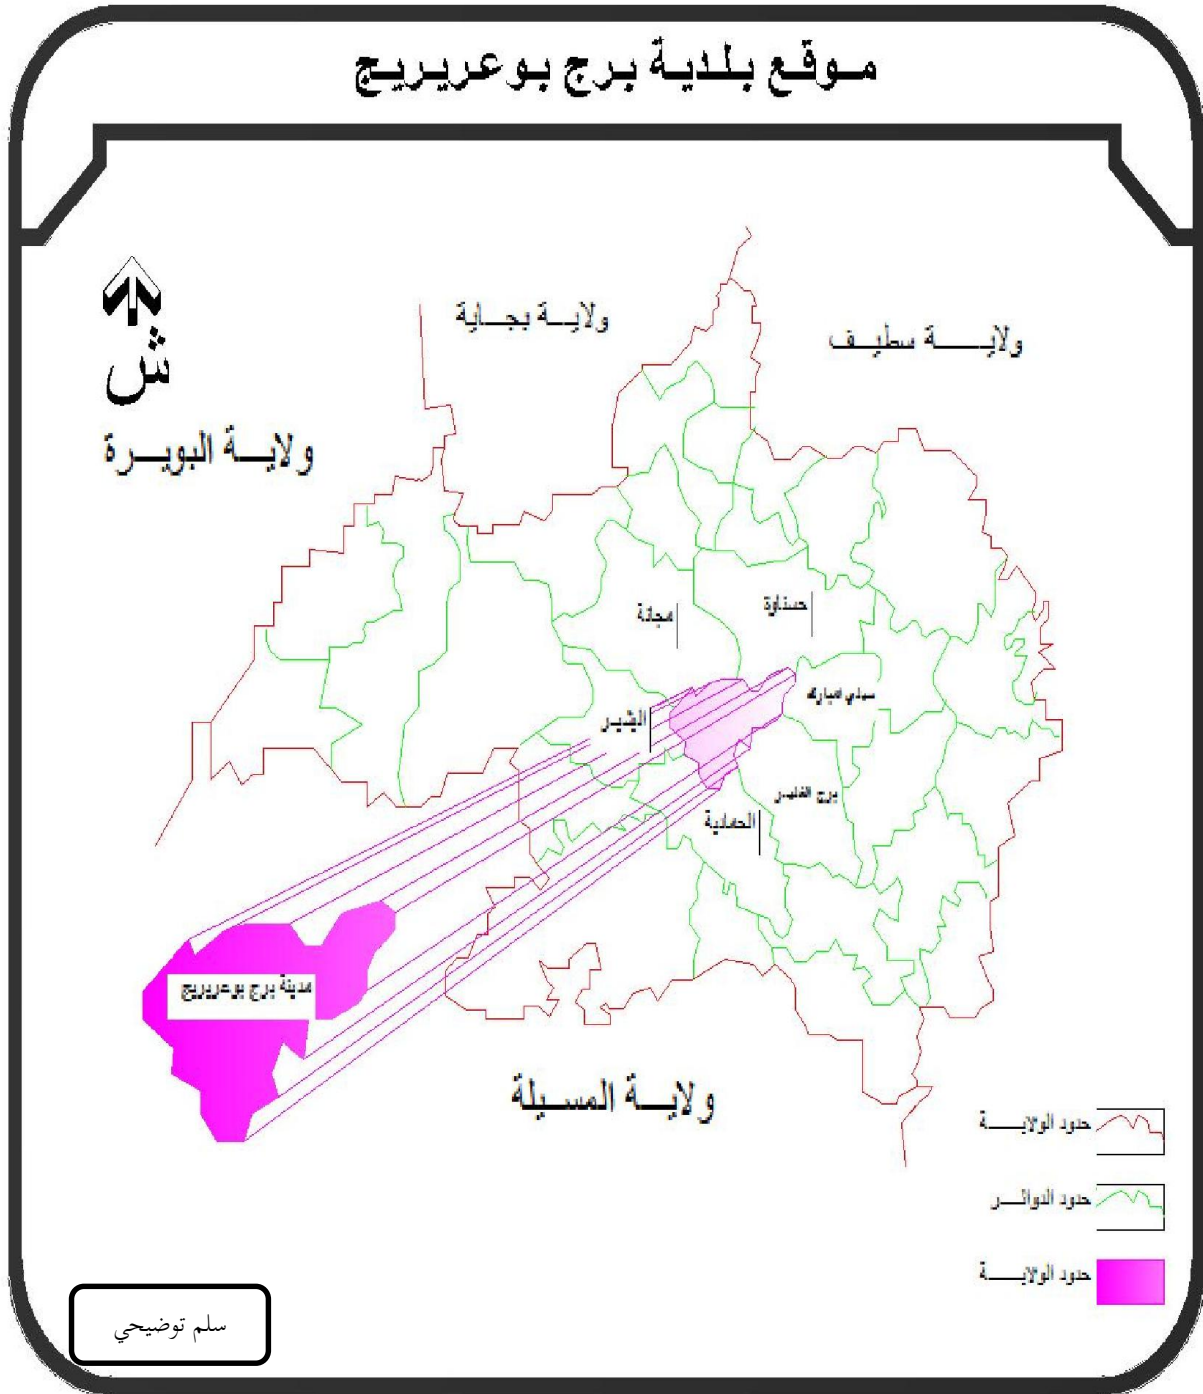 موقع بلدية برج بوعريريج
ولاية بجاية
ولاية سطيف
ش
ولاية البويرة
حسناوة
مجانة
سيدي امبارك
اليشير
برج الغدير
الحمادية
مدينة برج بوعريريج
ولاية المسيلة
حدود الولاية
حدود الدوائر
حدود الولاية
سلم توضيحي